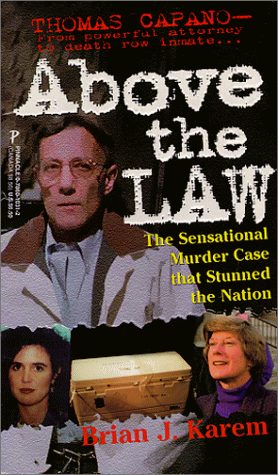 THOMAS CAPANO—
From powerful attorney
to death row inmate...
Above
the
LAW
The Sensational
Murder Case
that Stunned
the Nation
Brian J. Karem
P
PINNACLE